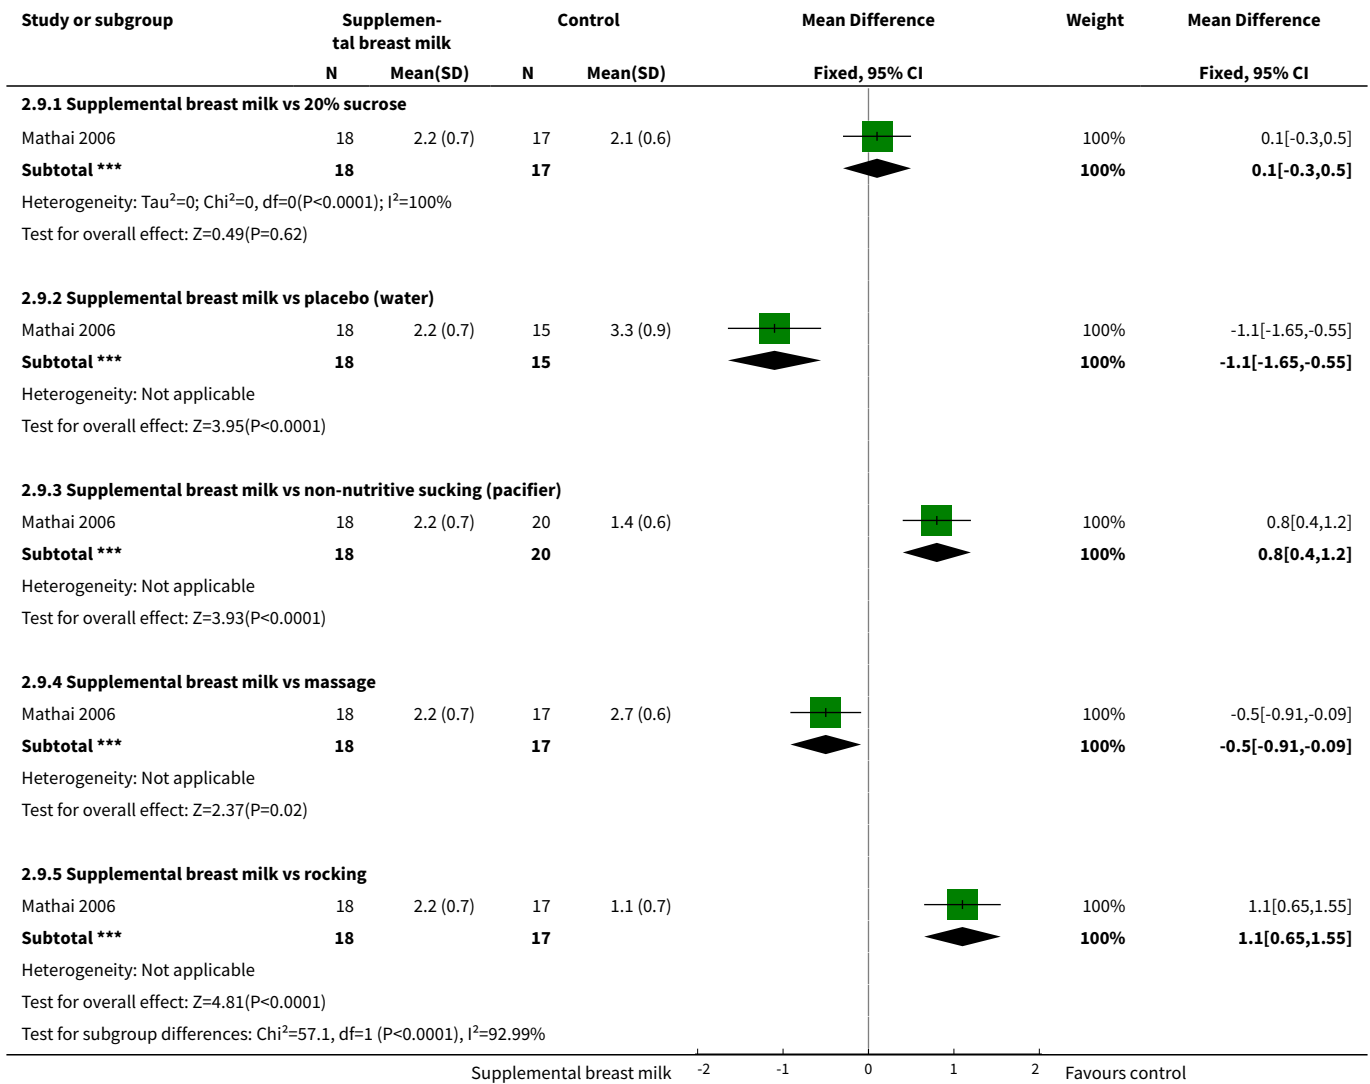 Study or subgroup Supplemen- Control Mean Difference Weight Mean Difference
tal breast milk
N Mean(SD) N Mean(SD) Fixed, 95% CI Fixed, 95% CI
2.9.1 Supplemental breast milk vs 20% sucrose
Mathai 2006 18 2.2 (0.7) 17 2.1 (0.6) 100% 0.1[-0.3,0.5]
Subtotal *** 18 17 100% 0.1[-0.3,0.5]
Heterogeneity: Tau²=0; Chi²=0, df=0(P<0.0001); I²=100%
Test for overall effect: Z=0.49(P=0.62)
2.9.2 Supplemental breast milk vs placebo (water)
Mathai 2006 18 2.2 (0.7) 15 3.3 (0.9) 100% -1.1[-1.65,-0.55]
Subtotal *** 18 15 100% -1.1[-1.65,-0.55]
Heterogeneity: Not applicable
Test for overall effect: Z=3.95(P<0.0001)
2.9.3 Supplemental breast milk vs non-nutritive sucking (pacifier)
Mathai 2006 18 2.2 (0.7) 20 1.4 (0.6) 100% 0.8[0.4,1.2]
Subtotal *** 18 20 100% 0.8[0.4,1.2]
Heterogeneity: Not applicable
Test for overall effect: Z=3.93(P<0.0001)
2.9.4 Supplemental breast milk vs massage
Mathai 2006 18 2.2 (0.7) 17 2.7 (0.6) 100% -0.5[-0.91,-0.09]
Subtotal *** 18 17 100% -0.5[-0.91,-0.09]
Heterogeneity: Not applicable
Test for overall effect: Z=2.37(P=0.02)
2.9.5 Supplemental breast milk vs rocking
Mathai 2006 18 2.2 (0.7) 17 1.1 (0.7) 100% 1.1[0.65,1.55]
Subtotal *** 18 17 100% 1.1[0.65,1.55]
Heterogeneity: Not applicable
Test for overall effect: Z=4.81(P<0.0001)
Test for subgroup differences: Chi²=57.1, df=1 (P<0.0001), I²=92.99%
Supplemental breast milk -2 -1 0 1 2 Favours control